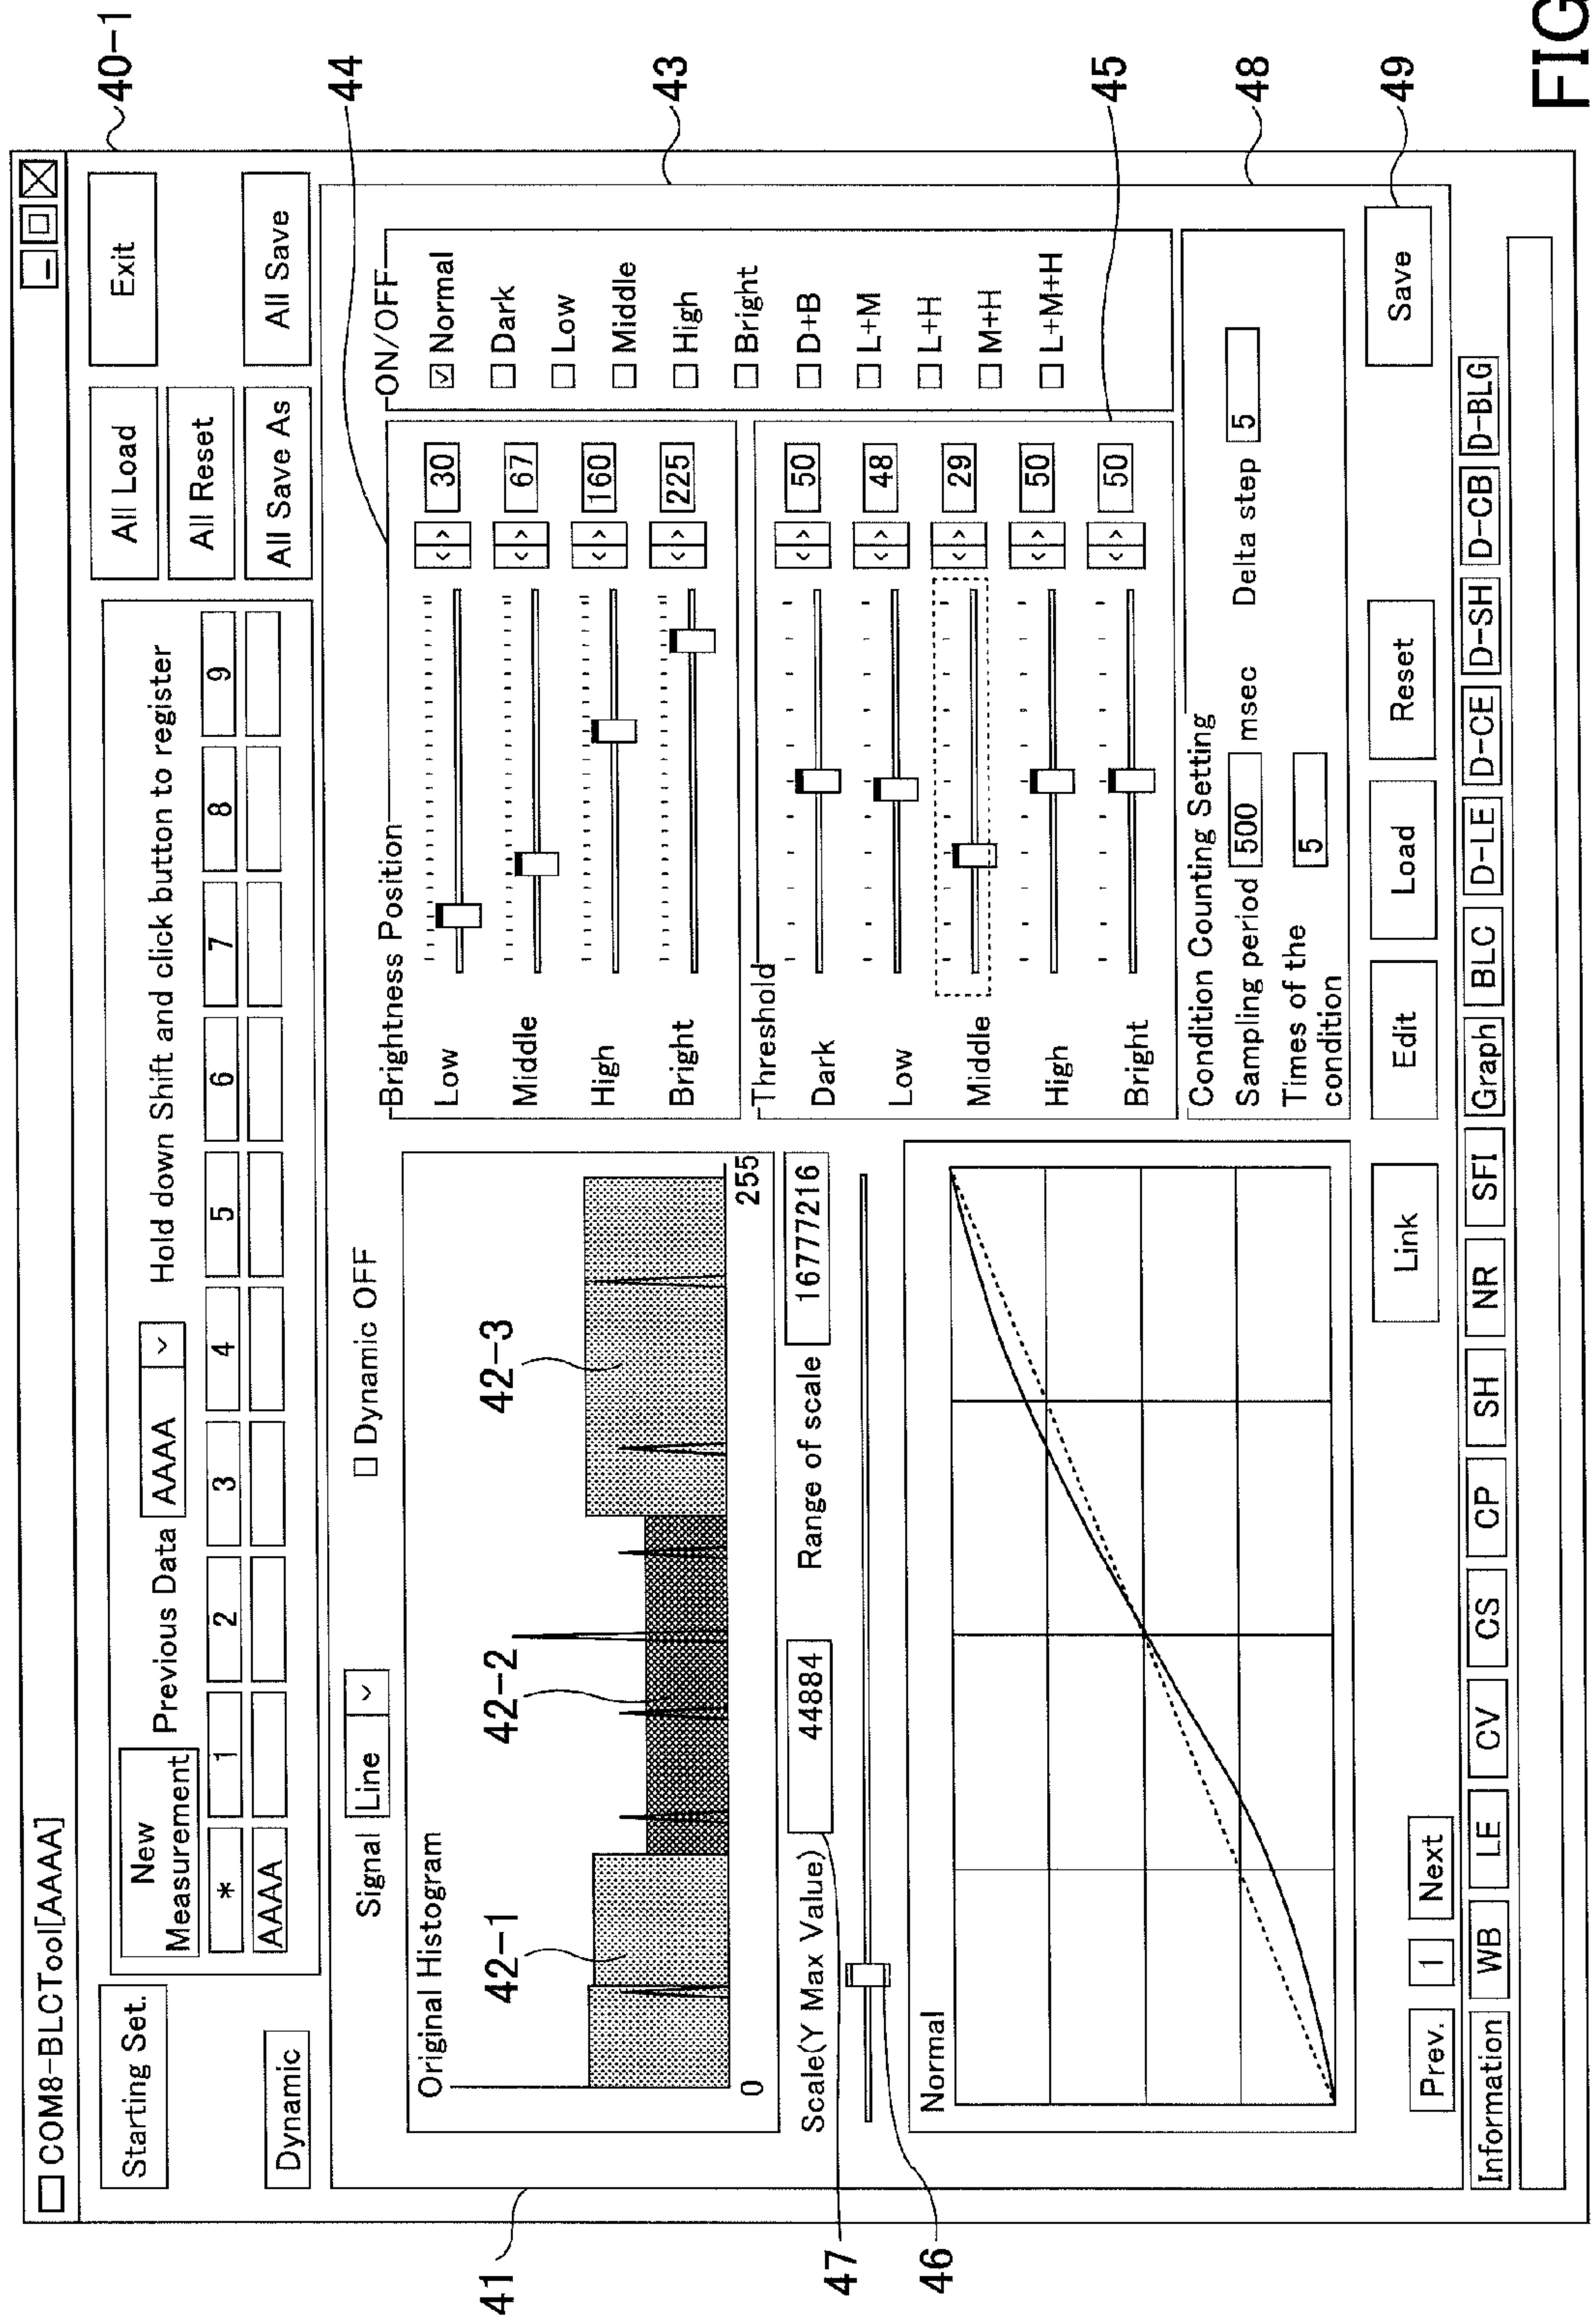 40-1
COM8-BLCTool[AAAA]
Starting Set.
New
Measurement
Previous Data AAAA
Hold down Shift and click button to register
All Load
Exit
* 1 2 3 4 5 6 7 8 9
All Reset
AAAA
Dynamic
All Save As
All Save
44
Signal Line
Dynamic OFF
41
Original Histogram
42-1
42-2
42-3
0
255
Brightness Position
Low < > 30
Middle < > 67
High < > 160
Bright < > 225
ON/OFF
Normal
Dark
Low
Middle
High
Bright
D+B
L+M
L+H
M+H
L+M+H
43
Threshold
Dark < > 50
Low < > 48
Middle < > 29
High < > 50
Bright < > 50
45
Scale(Y Max Value) 44884
Range of scale 16777216
47
46
Normal
Condition Counting Setting
Sampling period 500 msec
Delta step 5
Times of the
condition
5
48
Link
Edit
Load
Reset
Save
49
Prev. 1 Next
Information WB LE CV CS CP SH NR SFI Graph BLC D-LE D-CE D-SH D-CB D-BLG
FIG